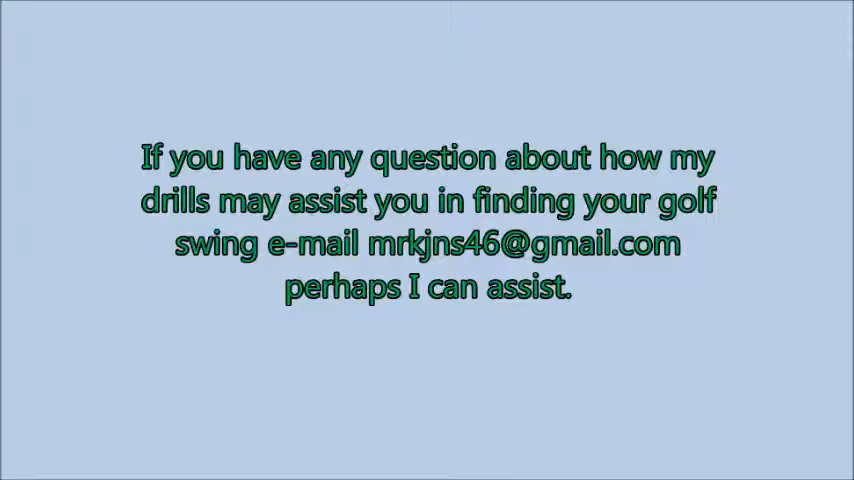 If you have any question about how my
drills may assist you in finding your golf
swing e-mail mrkjns46@gmail.com
perhaps I can assist.